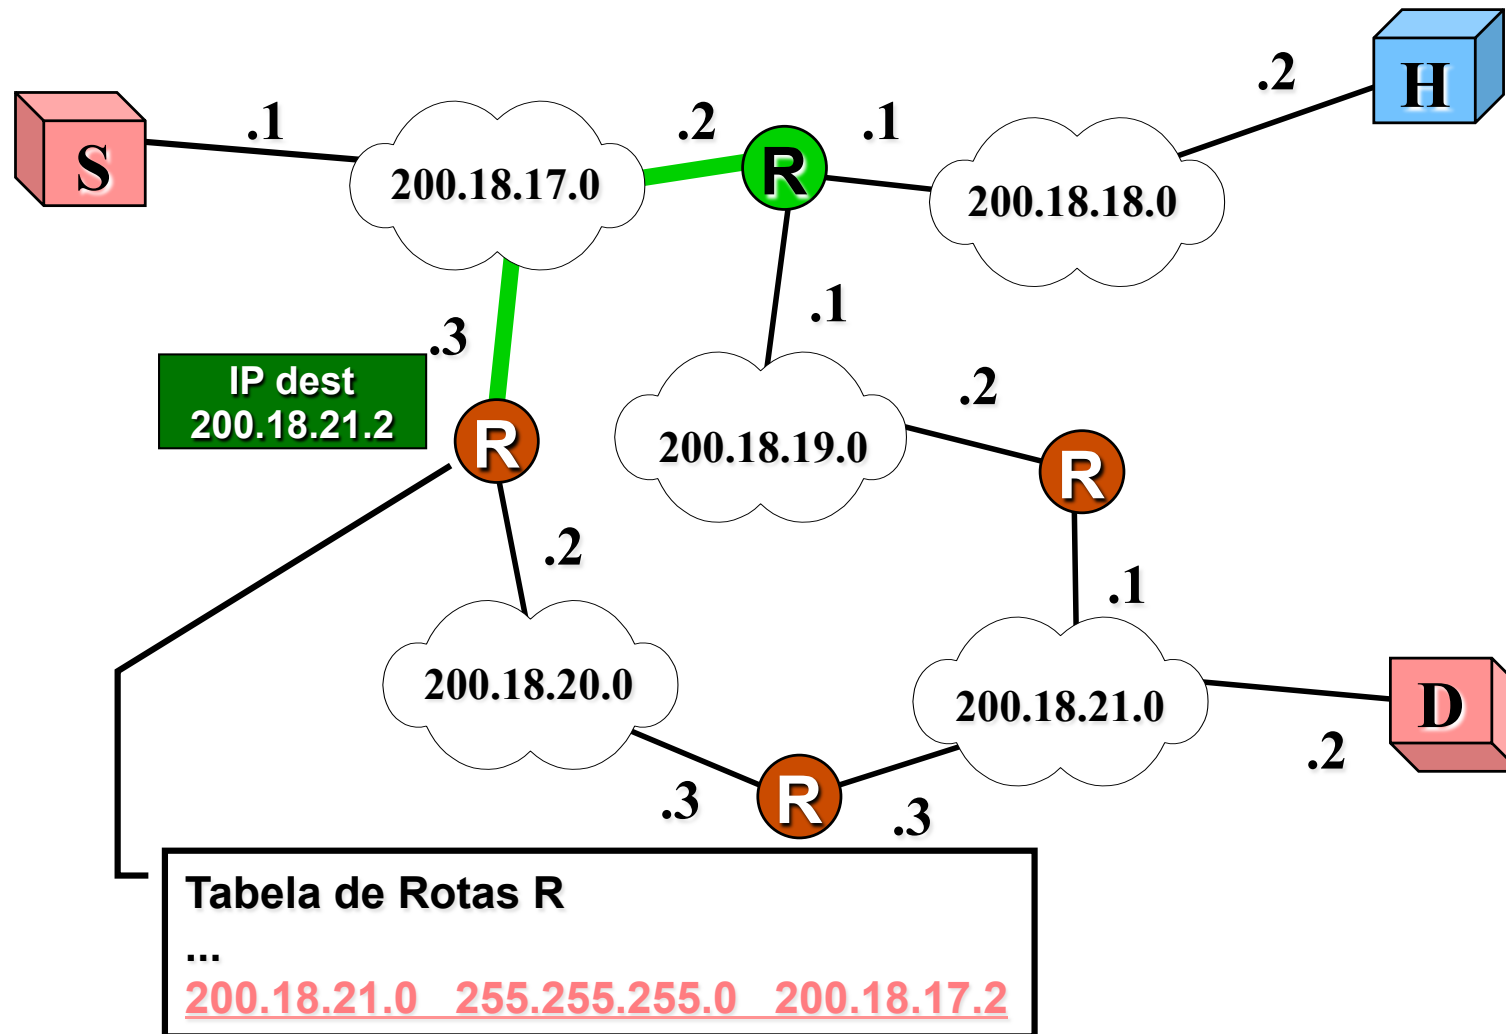 .1
.2
.1
.2
H
S
R
200.18.17.0
200.18.18.0
.1
.3
IP dest
200.18.21.2
.2
R
200.18.19.0
R
.2
.1
200.18.20.0
200.18.21.0
D
.2
.3
R
.3
Tabela de Rotas R
...
200.18.21.0 255.255.255.0 200.18.17.2